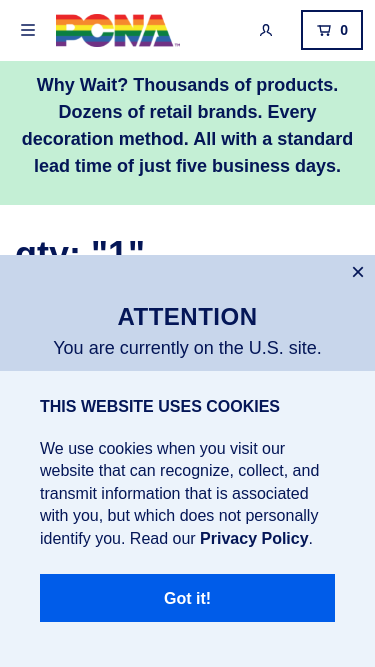 PCNA™
0
Why Wait? Thousands of products.
Dozens of retail brands. Every
decoration method. All with a standard
lead time of just five business days.
qty: "1"
ATTENTION
You are currently on the U.S. site.
THIS WEBSITE USES COOKIES
We use cookies when you visit our
website that can recognize, collect, and
transmit information that is associated
with you, but which does not personally
identify you. Read our Privacy Policy.
Got it!